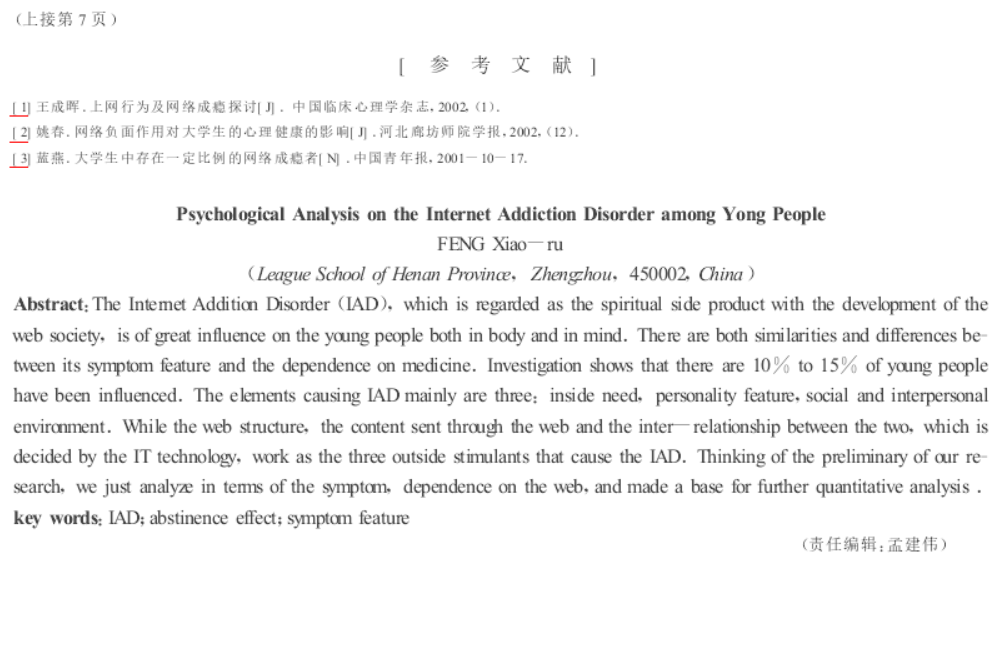 (上接第7页)
[ 参 考 文 献 ]
[1] 王成晖.上网行为及网络成瘾探讨[J]. 中国临床心理学杂志,2002,(1).
[2] 姚春.网络负面作用对大学生的心理健康的影响[J].河北廊坊师院学报,2002,(12).
[3] 蓝燕.大学生中存在一定比例的网络成瘾者[N].中国青年报,2001-10-17.
Psychological Analysis on the Internet Addiction Disorder among Yong People
FENG Xiao-ru
(League School of Henan Province, Zhengzhou, 450002, China)
Abstract: The Internet Addition Disorder (IAD), which is regarded as the spiritual side product with the development of the
web society, is of great influence on the young people both in body and in mind. There are both similarities and differences be-
tween its symptom feature and the dependence on medicine. Investigation shows that there are 10% to 15% of young people
have been influenced. The elements causing IAD mainly are three: inside need, personality feature, social and interpersonal
environment. While the web structure, the content sent through the web and the inter-relationship between the two, which is
decided by the IT technology, work as the three outside stimulants that cause the IAD. Thinking of the preliminary of our re-
search, we just analyze in terms of the symptom, dependence on the web, and made a base for further quantitative analysis.
key words: IAD; abstinence effect; symptom feature
(责任编辑:孟建伟)